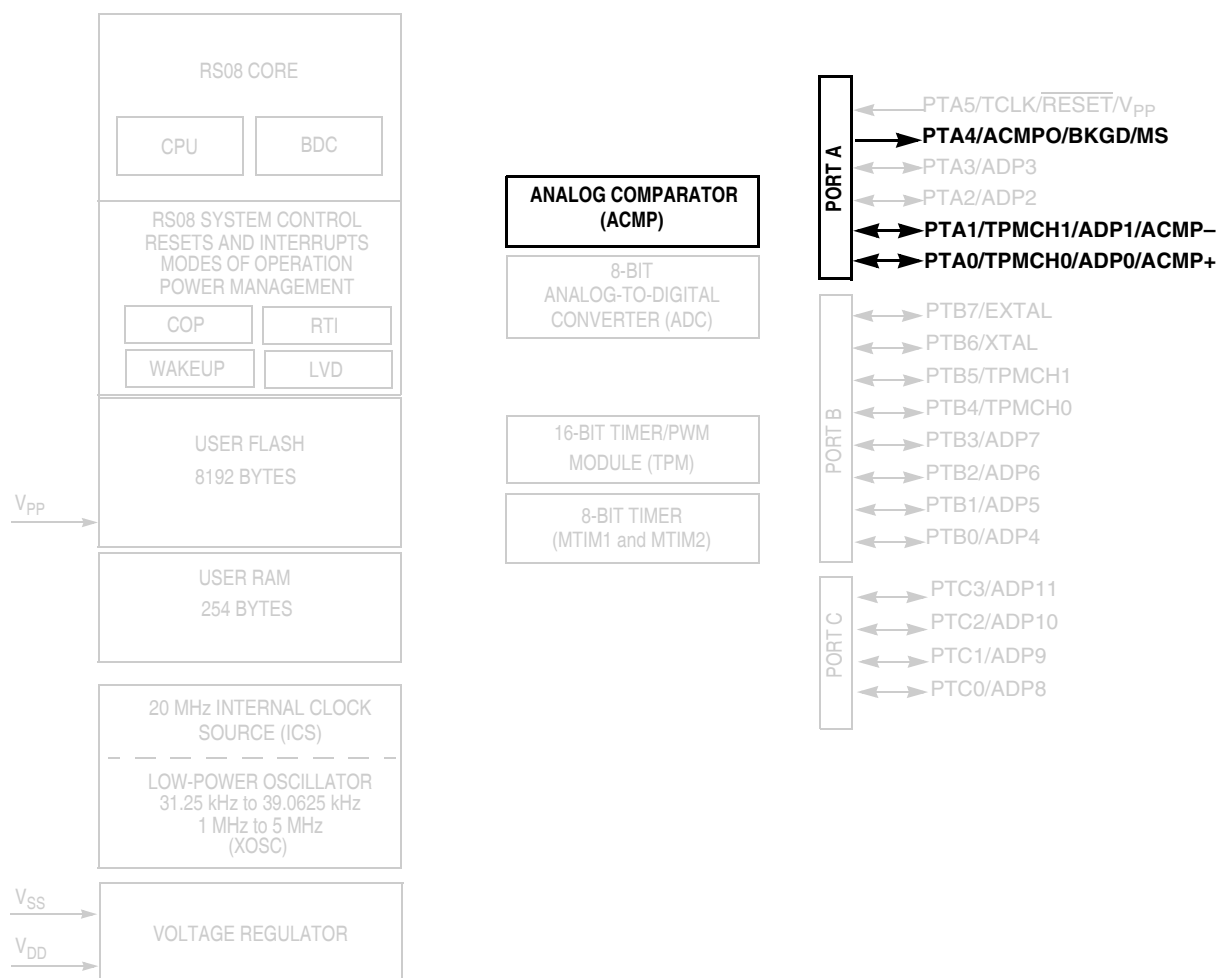 RS08 CORE
CPU
BDC
RS08 SYSTEM CONTROL
RESETS AND INTERRUPTS
MODES OF OPERATION
POWER MANAGEMENT
COP
RTI
WAKEUP
LVD
USER FLASH
8192 BYTES
VPP
USER RAM
254 BYTES
20 MHz INTERNAL CLOCK
SOURCE (ICS)
LOW-POWER OSCILLATOR
31.25 kHz to 39.0625 kHz
1 MHz to 5 MHz
(XOSC)
VSS
VDD
VOLTAGE REGULATOR
ANALOG COMPARATOR
(ACMP)
8-BIT
ANALOG-TO-DIGITAL
CONVERTER (ADC)
16-BIT TIMER/PWM
MODULE (TPM)
8-BIT TIMER
(MTIM1 and MTIM2)
PORT A
PTA5/TCLK/RESET/VPP
PTA4/ACMPO/BKGD/MS
PTA3/ADP3
PTA2/ADP2
PTA1/TPMCH1/ADP1/ACMP–
PTA0/TPMCH0/ADP0/ACMP+
PORT B
PTB7/EXTAL
PTB6/XTAL
PTB5/TPMCH1
PTB4/TPMCH0
PTB3/ADP7
PTB2/ADP6
PTB1/ADP5
PTB0/ADP4
PORT C
PTC3/ADP11
PTC2/ADP10
PTC1/ADP9
PTC0/ADP8